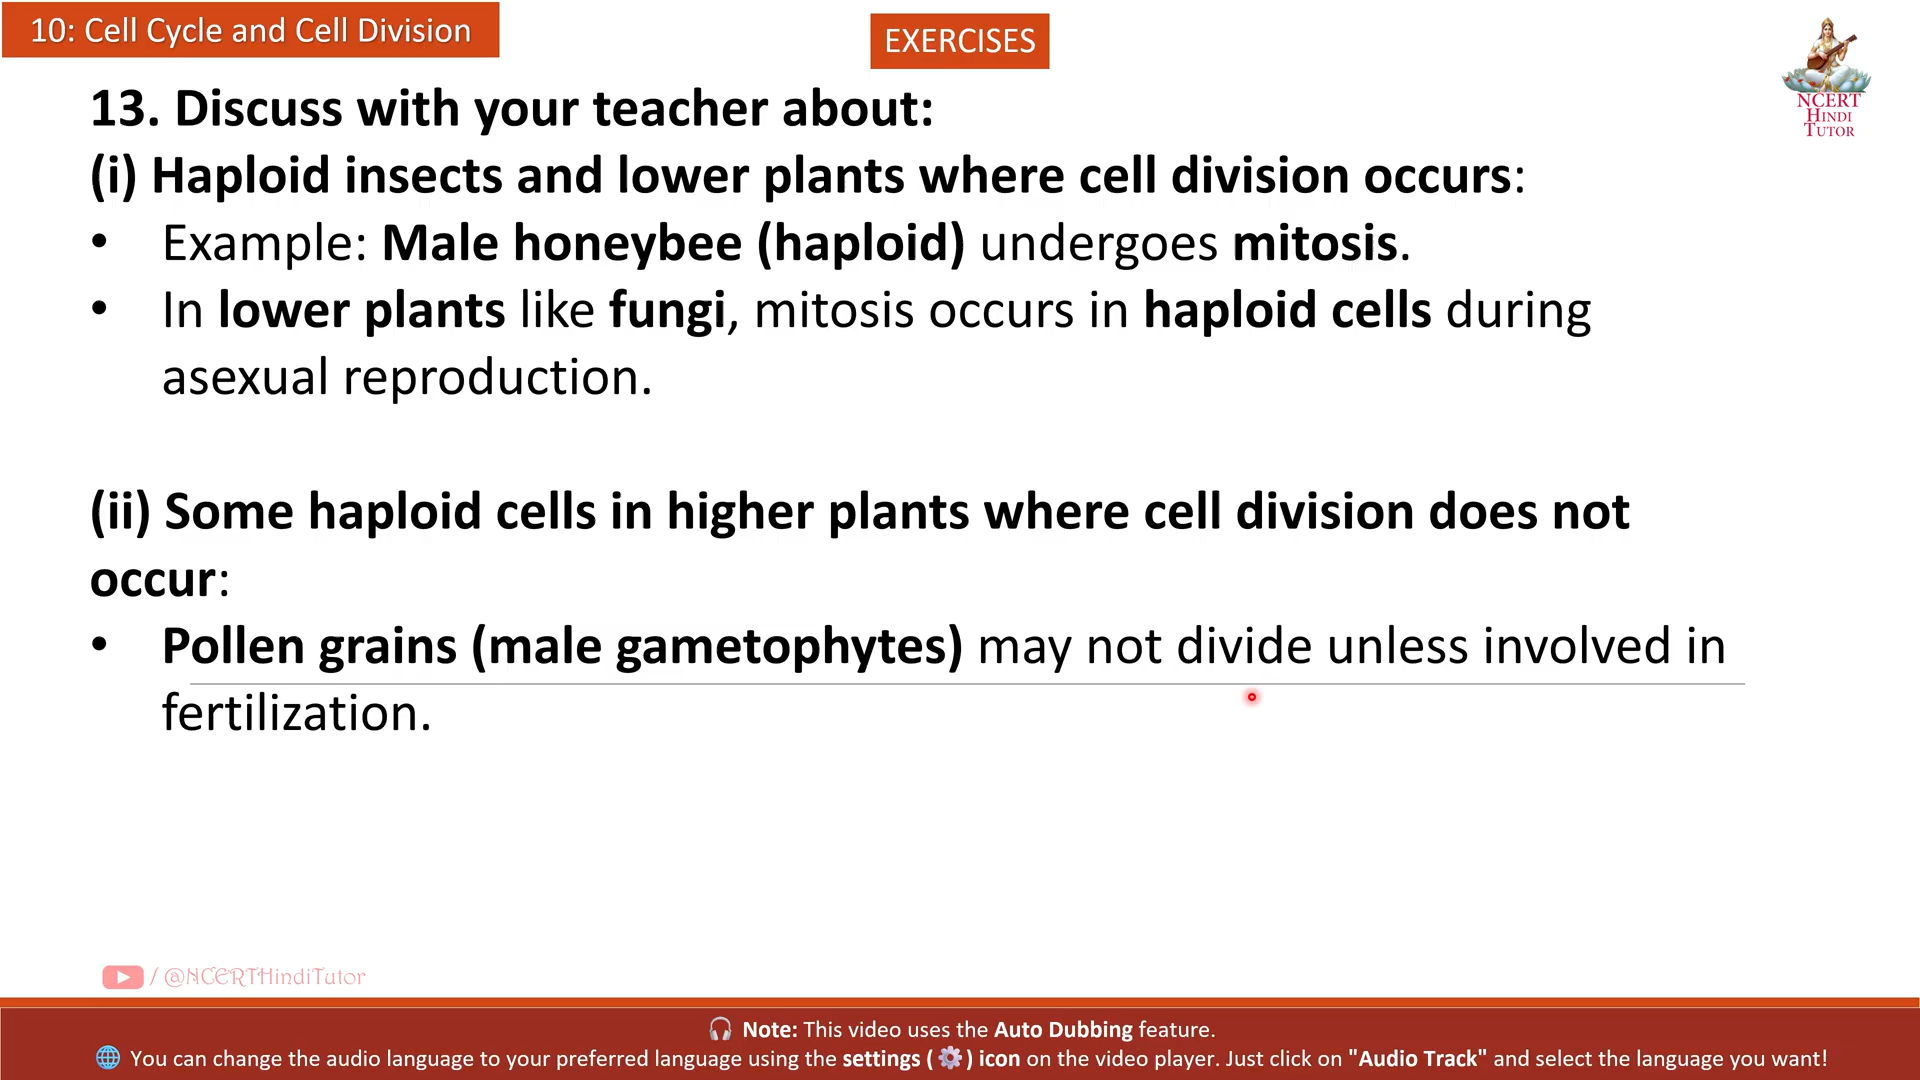 10: Cell Cycle and Cell Division
EXERCISES
NCERT
HINDI
TUTOR
13. Discuss with your teacher about:
(i) Haploid insects and lower plants where cell division occurs:
• Example: Male honeybee (haploid) undergoes mitosis.
• In lower plants like fungi, mitosis occurs in haploid cells during
asexual reproduction.
(ii) Some haploid cells in higher plants where cell division does not
occur:
• Pollen grains (male gametophytes) may not divide unless involved in
fertilization.
/ @NCERTHindiTutor
🎧 Note: This video uses the Auto Dubbing feature.
🌐 You can change the audio language to your preferred language using the settings ( ⚙️ ) icon on the video player. Just click on "Audio Track" and select the language you want!